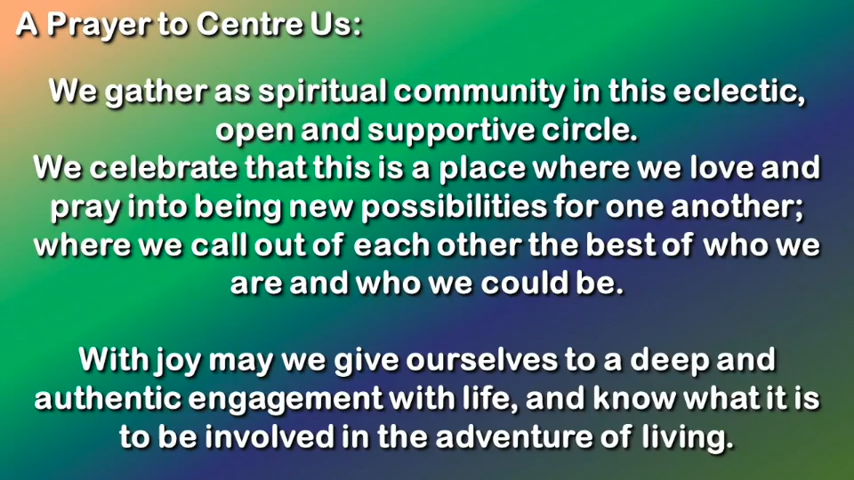 A Prayer to Centre Us:
We gather as spiritual community in this eclectic,
open and supportive circle.
We celebrate that this is a place where we love and
pray into being new possibilities for one another;
where we call out of each other the best of who we
are and who we could be.
With joy may we give ourselves to a deep and
authentic engagement with life, and know what it is
to be involved in the adventure of living.